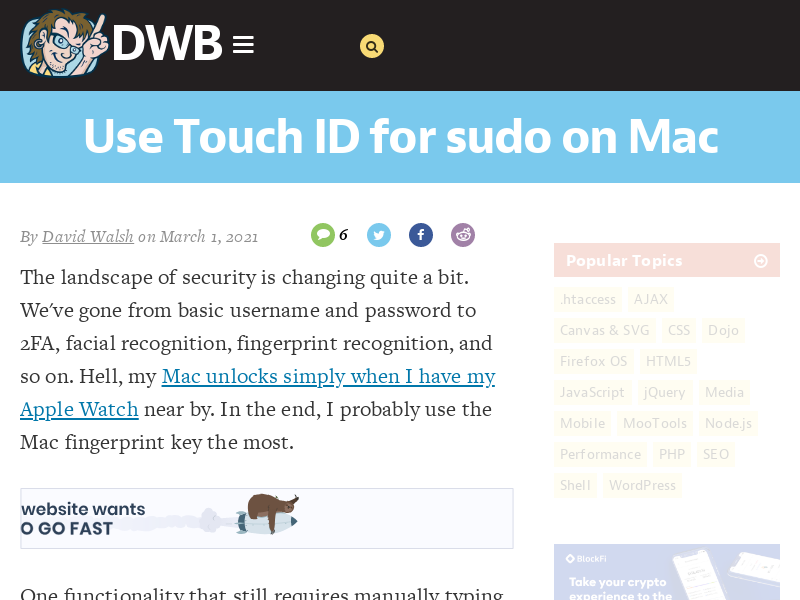 DWB
Use Touch ID for sudo on Mac
By David Walsh on March 1, 2021
6
The landscape of security is changing quite a bit.
We've gone from basic username and password to
2FA, facial recognition, fingerprint recognition, and
so on. Hell, my Mac unlocks simply when I have my
Apple Watch near by. In the end, I probably use the
Mac fingerprint key the most.
website wants
O GO FAST
One functionality that still requires manually typing
Popular Topics
.htaccess AJAX
Canvas & SVG CSS Dojo
Firefox OS HTML5
JavaScript jQuery Media
Mobile MooTools Node.js
Performance PHP SEO
Shell WordPress
BlockFi
Take your crypto
experience to the